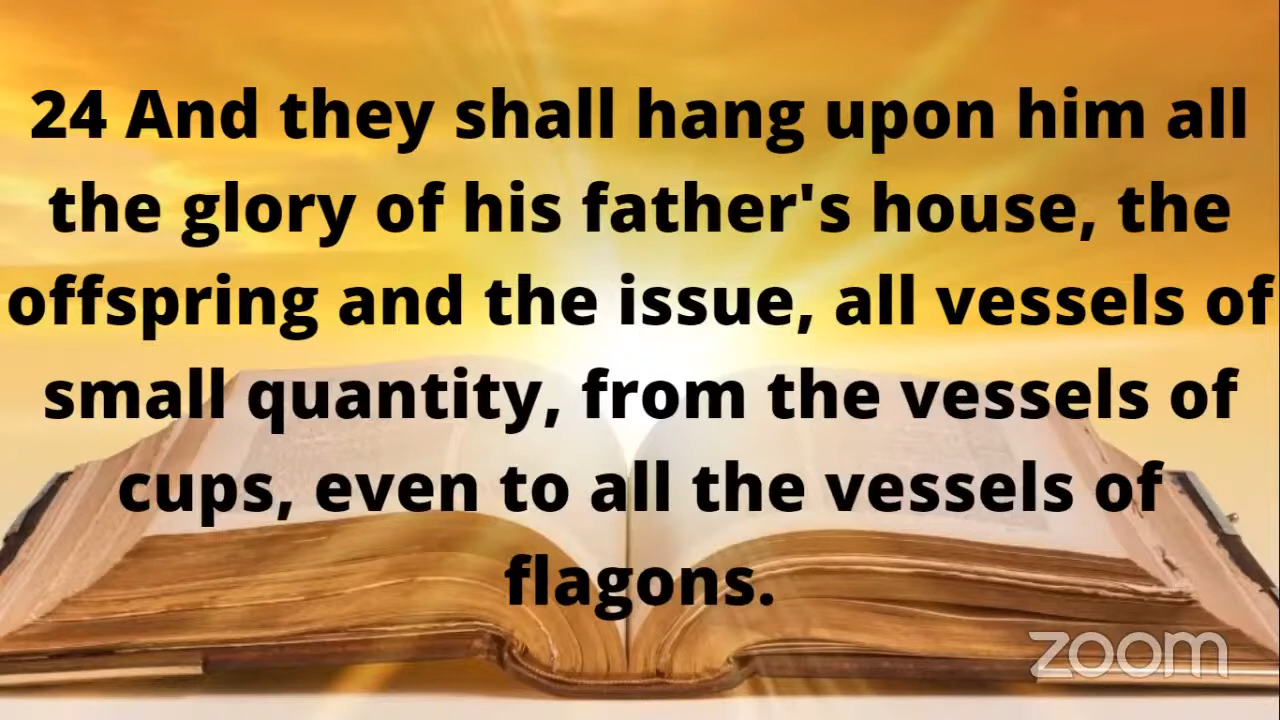 24 And they shall hang upon him all
the glory of his father's house, the
offspring and the issue, all vessels of
small quantity, from the vessels of
cups, even to all the vessels of
flagons.
zoom